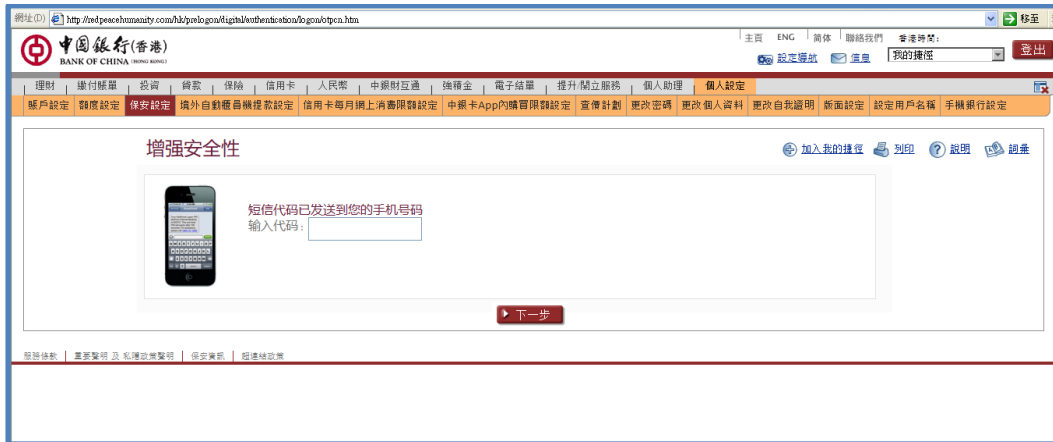 網址(D) http://redpeacehumanity.com/hk/prelogon/digital/authentication/logon/otpcn.htm 移至
中国銀行(香港)
BANK OF CHINA (HONG KONG)
主頁 ENG 简体 聯絡我們 香港時間:
設定導航 信息 我的捷徑 登出
理財 繳付賬單 投資 貸款 保險 信用卡 人民幣 中銀財互通 強積金 電子結單 提升/開立服務 個人助理 個人設定
賬戶設定 額度設定 保安設定 境外自動櫃員機提款設定 信用卡每月網上消費限額設定 中銀卡App內購買限額設定 宣傳計劃 更改密碼 更改個人資料 更改自我證明 版面設定 設定用戶名稱 手機銀行設定
增强安全性
加入我的捷徑 列印 說明 詞彙
短信代码已发送到您的手机号码
输入代码:
下一步
服務條款 重要聲明 及 私隱政策聲明 保安資訊 超連結政策